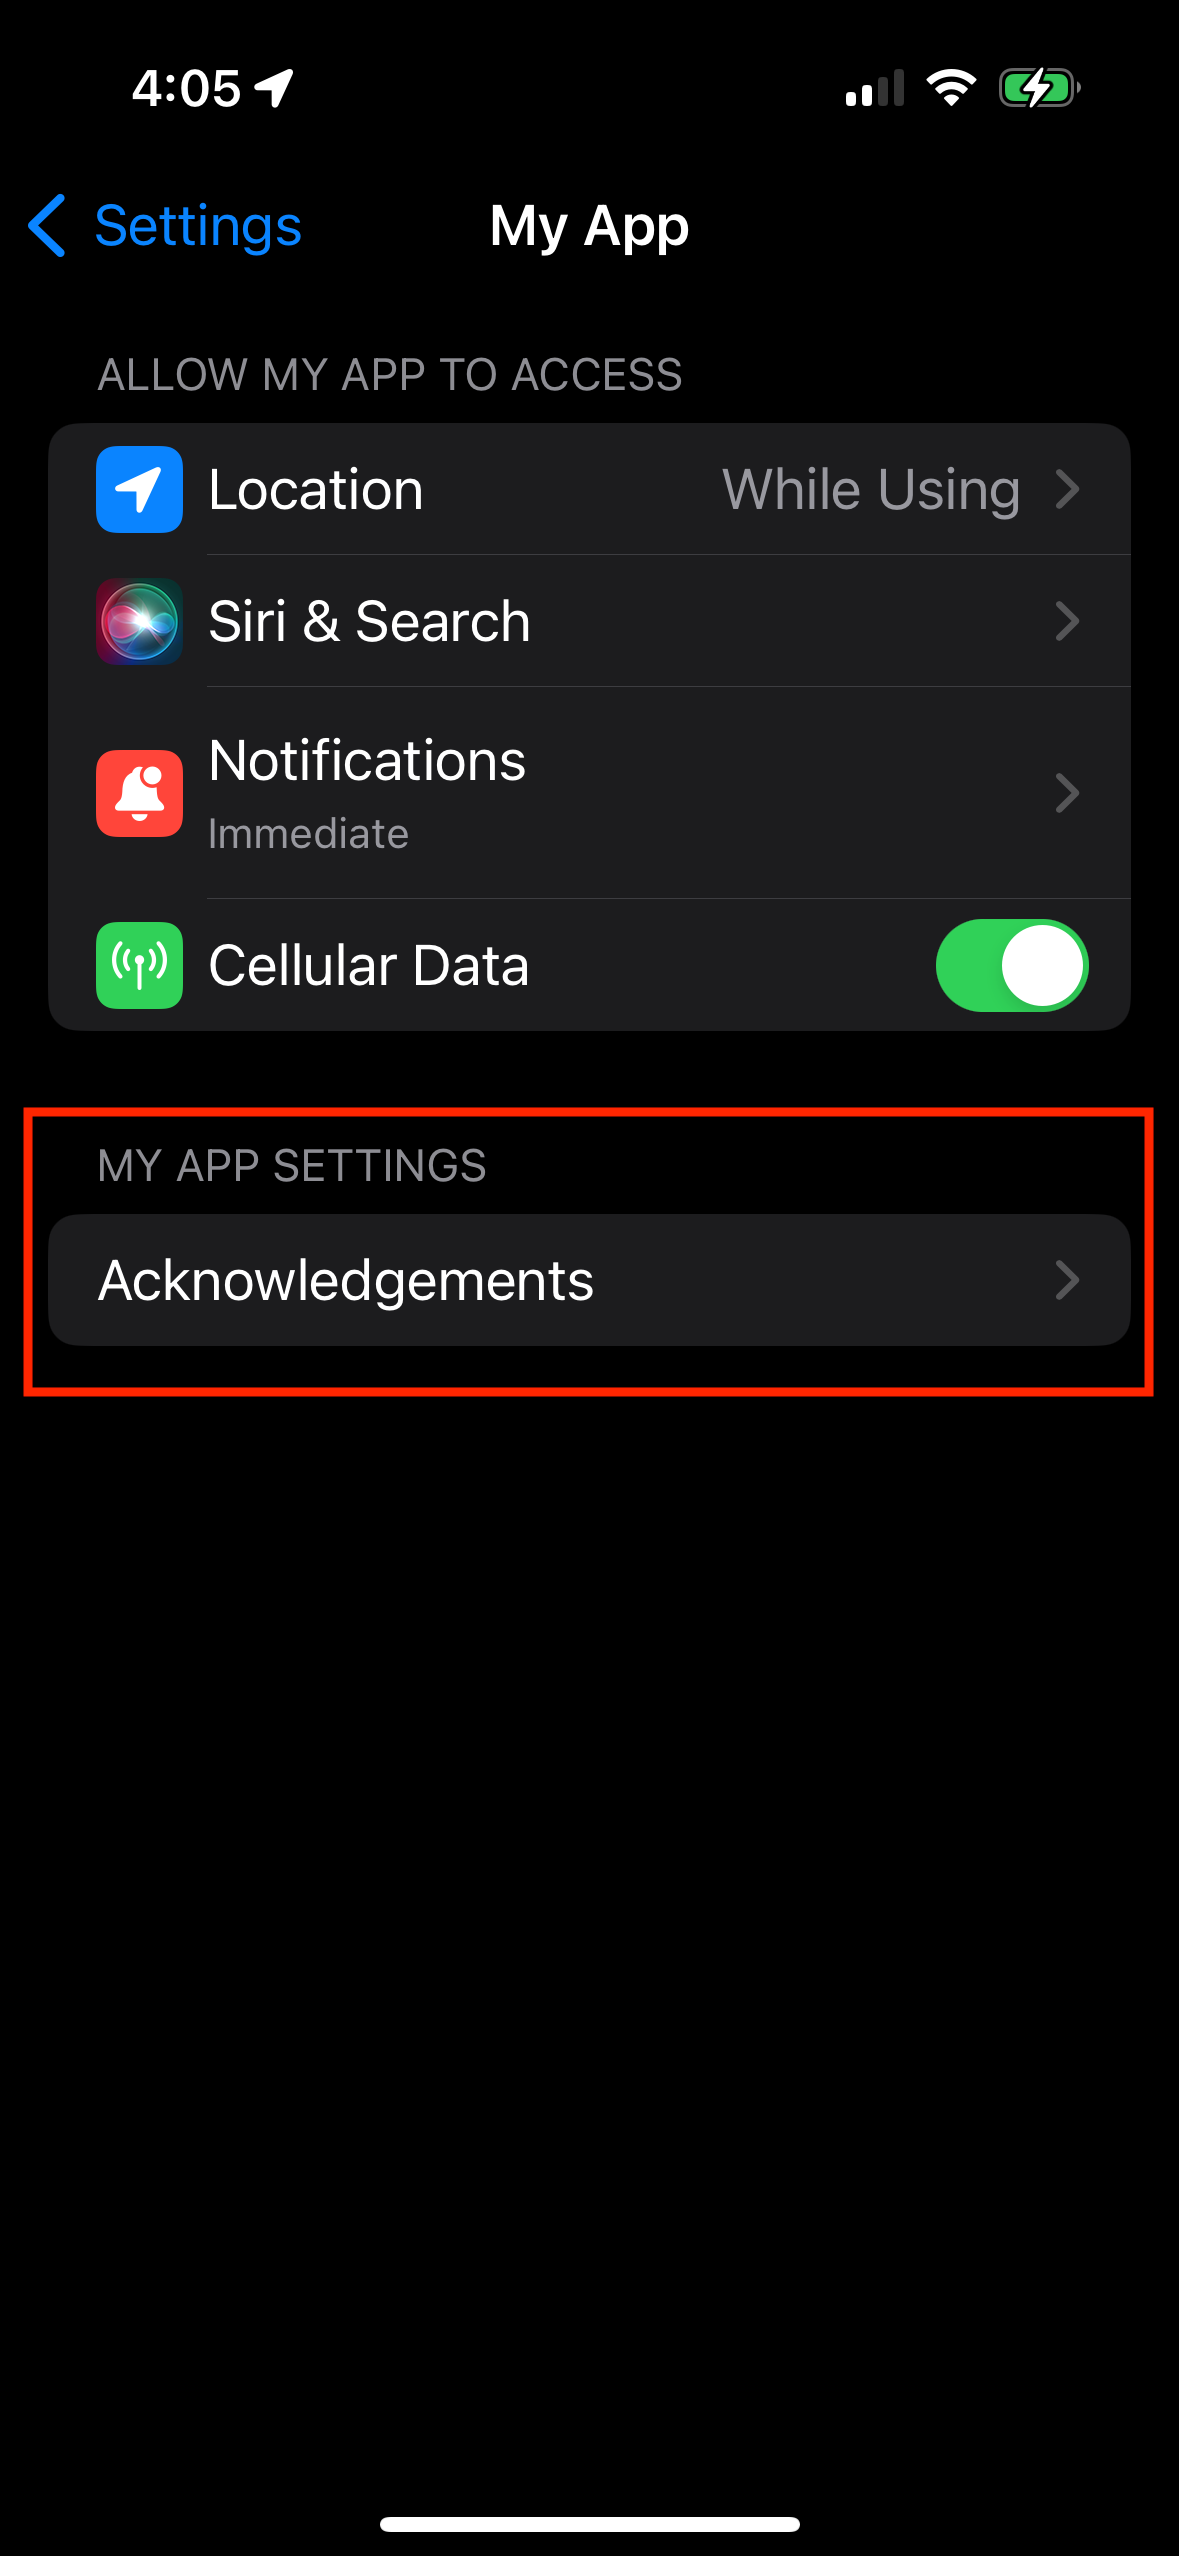 4:05
Settings
My App
ALLOW MY APP TO ACCESS
Location While Using
Siri & Search
Notifications
Immediate
Cellular Data
MY APP SETTINGS
Acknowledgements